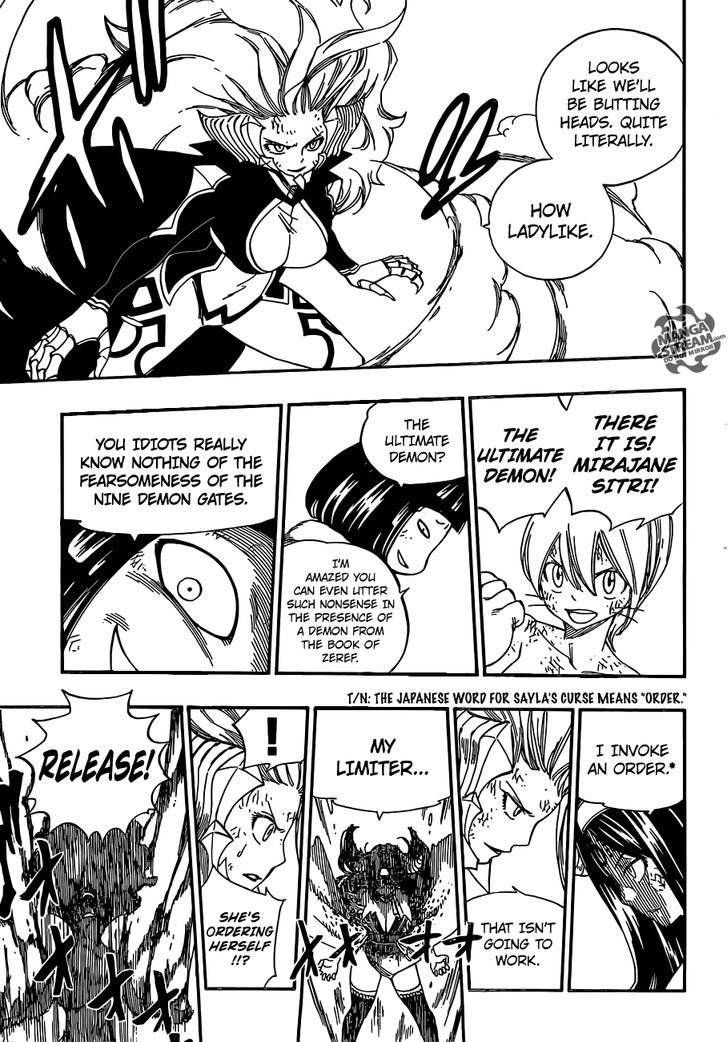 LOOKS
LIKE WE'LL
BE BUTTING
HEADS. QUITE
LITERALLY.
HOW
LADYLIKE.
MANGA
STREAM.com
DO NOT MIRROR
THERE
IT IS!
MIRAJANE
SITRI!
THE
ULTIMATE
DEMON!
THE
ULTIMATE
DEMON?
I'M
AMAZED YOU
CAN EVEN UTTER
SUCH NONSENSE IN
THE PRESENCE OF
A DEMON FROM
THE BOOK OF
ZEREF.
YOU IDIOTS REALLY
KNOW NOTHING OF THE
FEARSOMENESS OF THE
NINE DEMON GATES.
T/N: THE JAPANESE WORD FOR SAYLA'S CURSE MEANS "ORDER."
I INVOKE
AN ORDER.*
THAT ISN'T
GOING TO
WORK.
MY
LIMITER...
!
SHE'S
ORDERING
HERSELF
!!?
RELEASE!